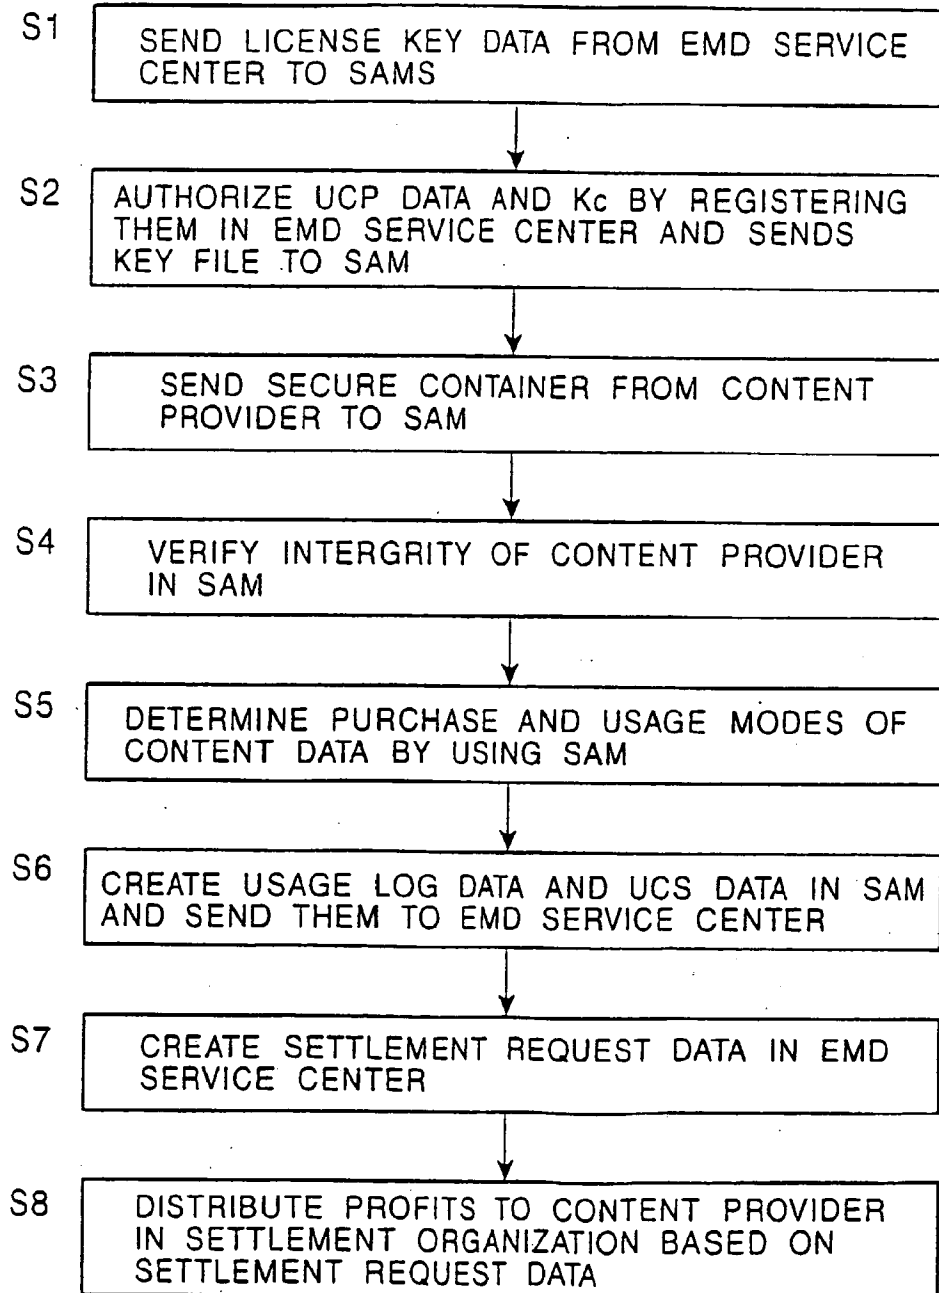 S1
SEND LICENSE KEY DATA FROM EMD SERVICE
CENTER TO SAMS
S2
AUTHORIZE UCP DATA AND Kc BY REGISTERING
THEM IN EMD SERVICE CENTER AND SENDS
KEY FILE TO SAM
S3
SEND SECURE CONTAINER FROM CONTENT
PROVIDER TO SAM
S4
VERIFY INTERGRITY OF CONTENT PROVIDER
IN SAM
S5
DETERMINE PURCHASE AND USAGE MODES OF
CONTENT DATA BY USING SAM
S6
CREATE USAGE LOG DATA AND UCS DATA IN SAM
AND SEND THEM TO EMD SERVICE CENTER
S7
CREATE SETTLEMENT REQUEST DATA IN EMD
SERVICE CENTER
S8
DISTRIBUTE PROFITS TO CONTENT PROVIDER
IN SETTLEMENT ORGANIZATION BASED ON
SETTLEMENT REQUEST DATA